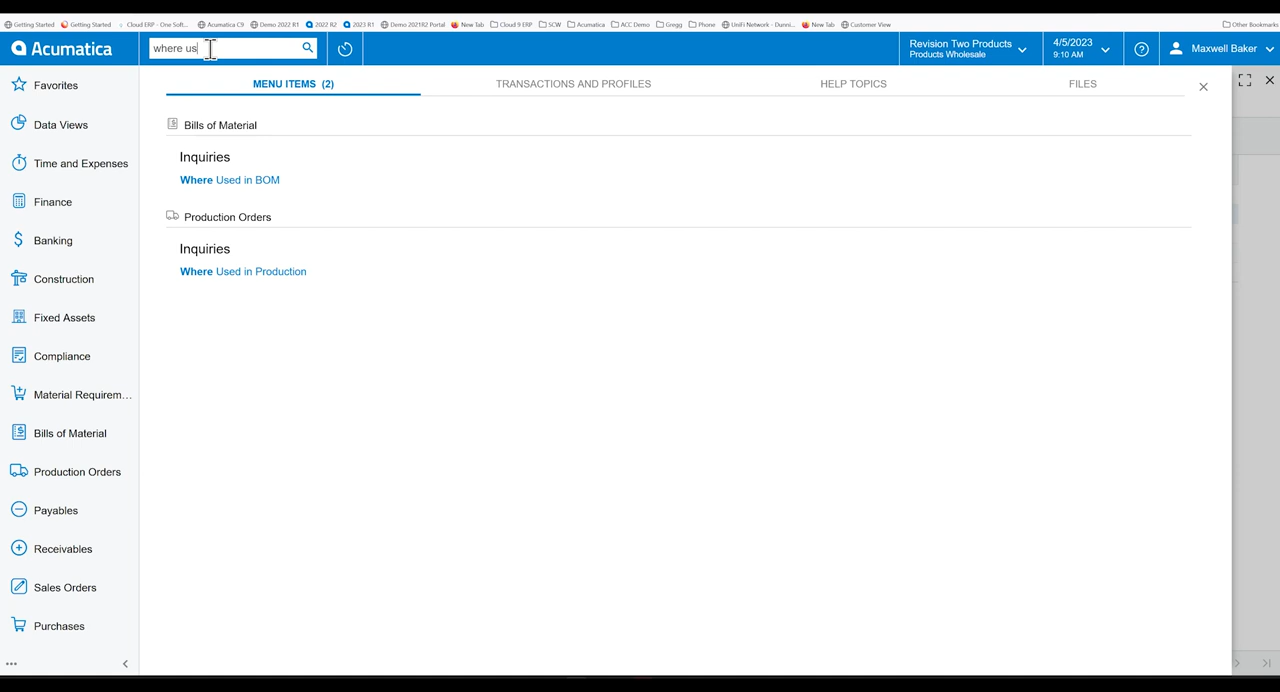 Getting Started Getting Started Cloud ERP - One Soft... Acumatica C9 Demo 2022 R1 2022 R2 2023 R1 Demo 2021R2 Portal New Tab Cloud 9 ERP SCW Acumatica ACC Demo Gregg Phone UniFi Network - Dunni... New Tab Customer View Other Bookmarks
Acumatica where us Revision Two Products Products Wholesale 4/5/2023 9:10 AM Maxwell Baker
Favorites
MENU ITEMS (2) TRANSACTIONS AND PROFILES HELP TOPICS FILES
Data Views
Bills of Material
Time and Expenses
Inquiries
Where Used in BOM
Finance
Production Orders
Banking
Inquiries
Where Used in Production
Construction
Fixed Assets
Compliance
Material Requirem...
Bills of Material
Production Orders
Payables
Receivables
Sales Orders
Purchases